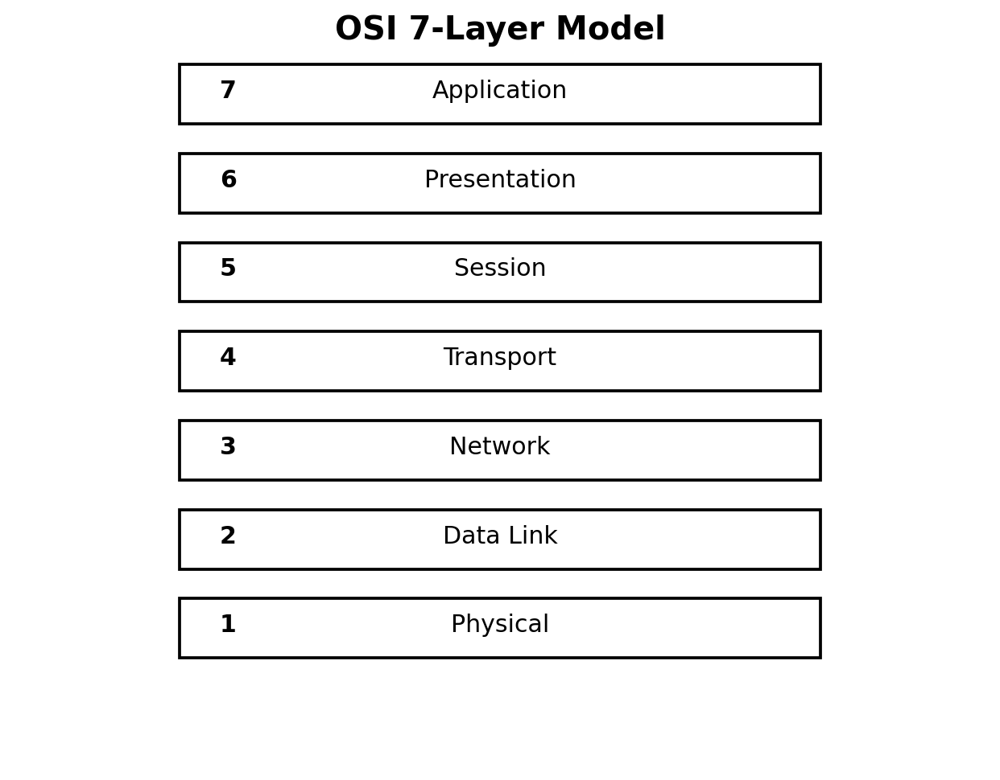 OSI 7-Layer Model
7 Application
6 Presentation
5 Session
4 Transport
3 Network
2 Data Link
1 Physical